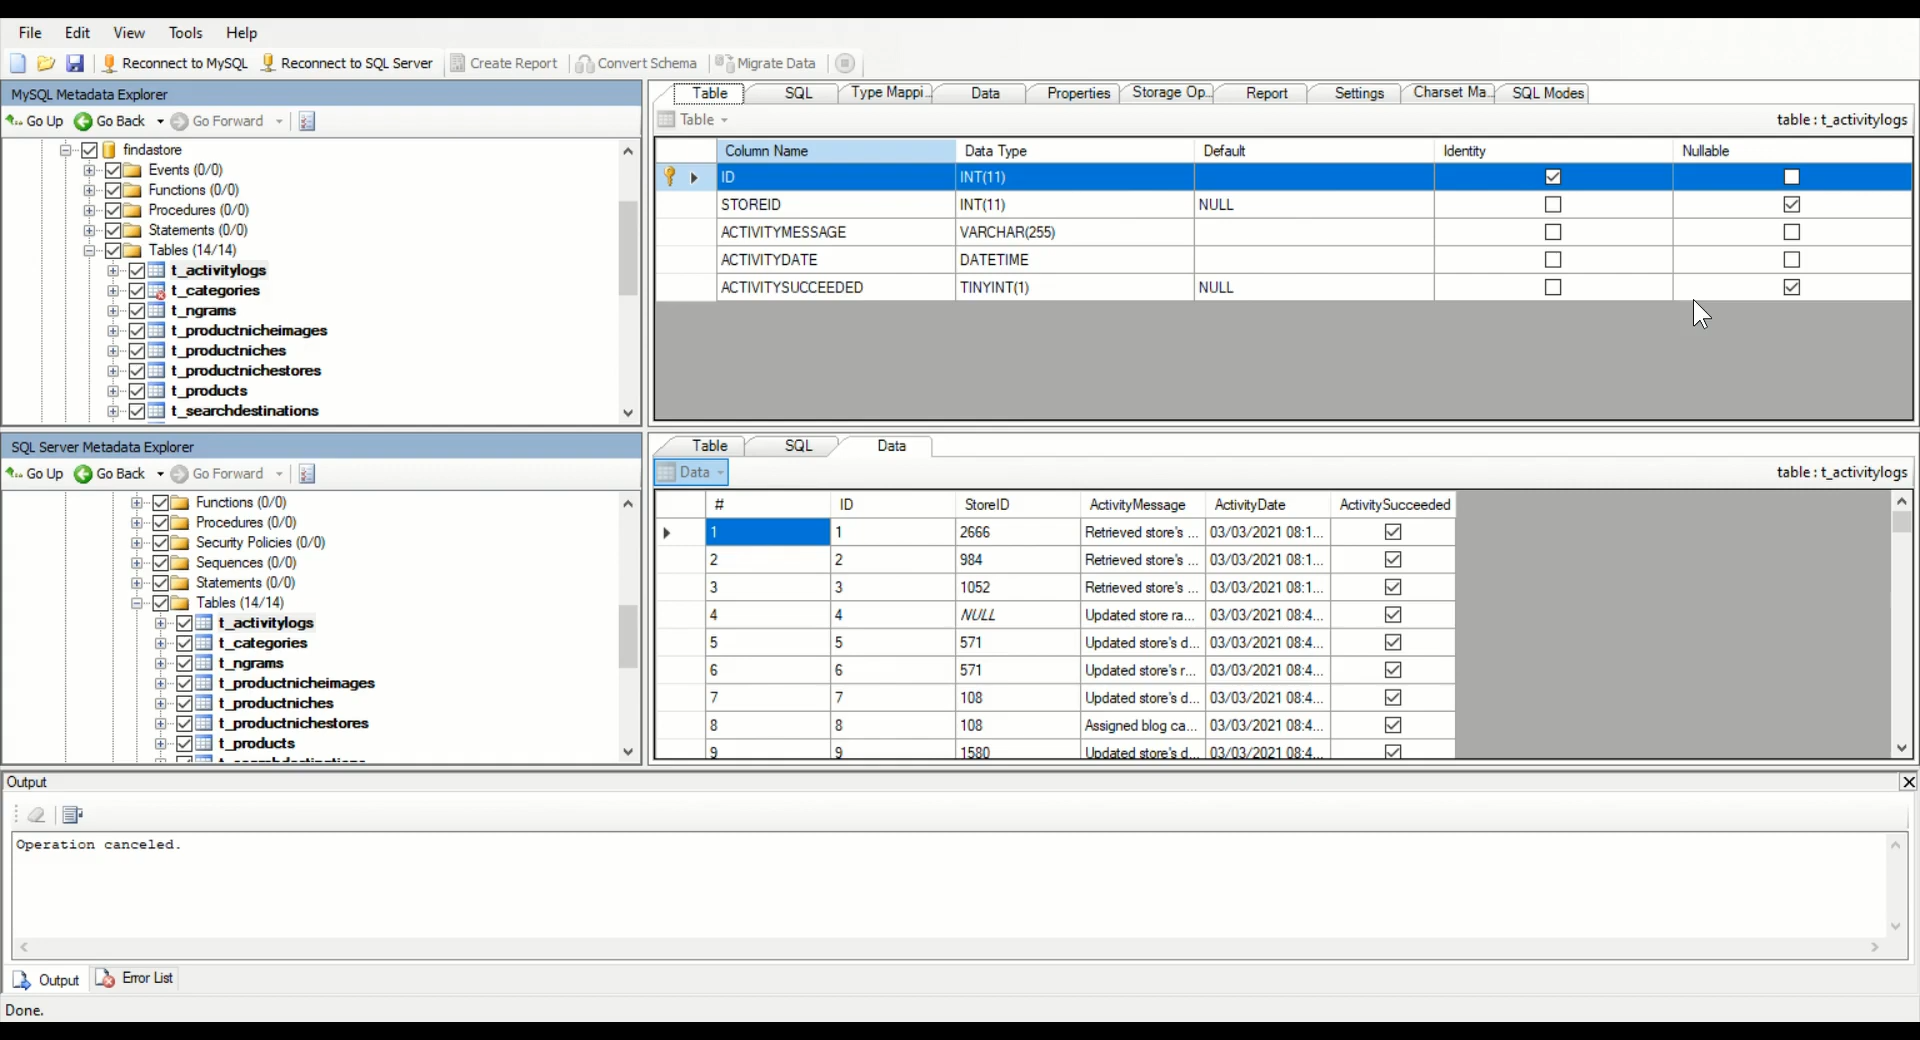 File Edit View Tools Help
Reconnect to MySQL Reconnect to SQL Server Create Report Convert Schema Migrate Data
MySQL Metadata Explorer
Go Up Go Back Go Forward
findastore
Events (0/0)
Functions (0/0)
Procedures (0/0)
Statements (0/0)
Tables (14/14)
t_activitylogs
t_categories
t_ngrams
t_productnicheimages
t_productniches
t_productnichestores
t_products
t_searchdestinations
Table SQL Type Mappi... Data Properties Storage Op... Report Settings Charset Ma... SQL Modes
Table table : t_activitylogs
Column Name Data Type Default Identity Nullable
ID INT(11)
STOREID INT(11) NULL
ACTIVITYMESSAGE VARCHAR(255)
ACTIVITYDATE DATETIME
ACTIVITYSUCCEEDED TINYINT(1) NULL
SQL Server Metadata Explorer
Go Up Go Back Go Forward
Functions (0/0)
Procedures (0/0)
Security Policies (0/0)
Sequences (0/0)
Statements (0/0)
Tables (14/14)
t_activitylogs
t_categories
t_ngrams
t_productnicheimages
t_productniches
t_productnichestores
t_products
Table SQL Data
Data table : t_activitylogs
# ID StoreID ActivityMessage ActivityDate ActivitySucceeded
1 1 2666 Retrieved store's ... 03/03/2021 08:1...
2 2 984 Retrieved store's ... 03/03/2021 08:1...
3 3 1052 Retrieved store's ... 03/03/2021 08:1...
4 4 NULL Updated store ra... 03/03/2021 08:4...
5 5 571 Updated store's d... 03/03/2021 08:4...
6 6 571 Updated store's r... 03/03/2021 08:4...
7 7 108 Updated store's d... 03/03/2021 08:4...
8 8 108 Assigned blog ca... 03/03/2021 08:4...
9 9 1580 Updated store's d... 03/03/2021 08:4...
Output
Operation canceled.
Output Error List
Done.